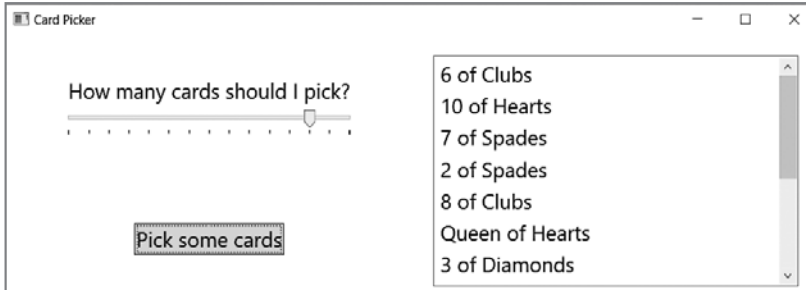 Card Picker
How many cards should I pick?
Pick some cards
6 of Clubs
10 of Hearts
7 of Spades
2 of Spades
8 of Clubs
Queen of Hearts
3 of Diamonds